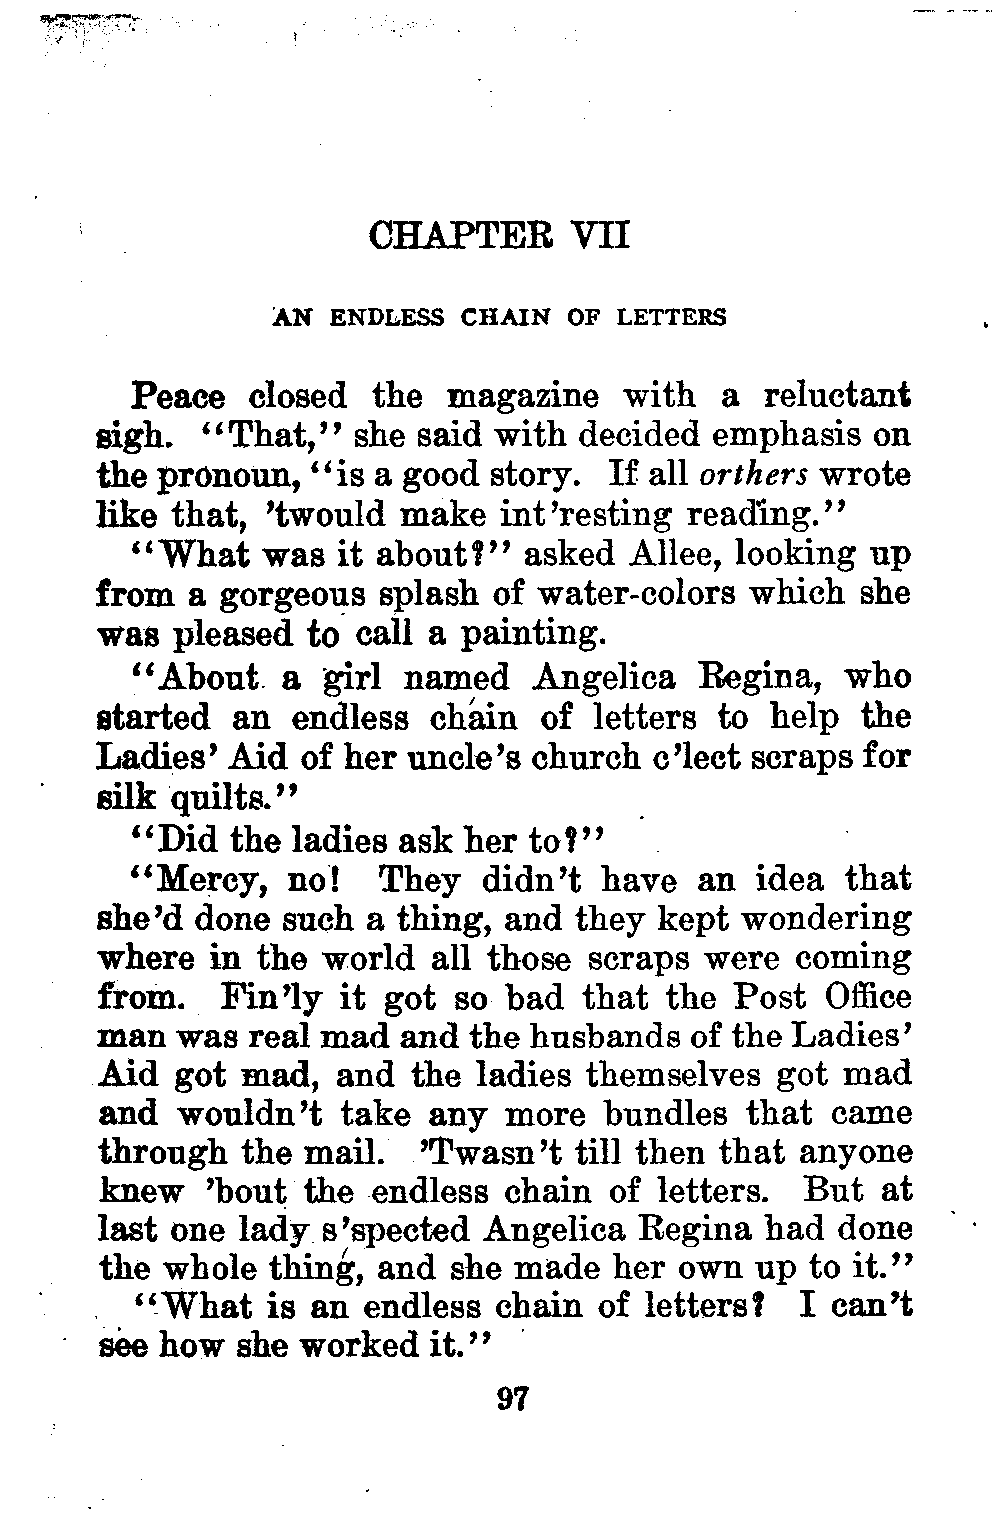 CHAPTER VII
AN ENDLESS CHAIN OF LETTERS
Peace closed the magazine with a reluctant
sigh. “That,” she said with decided emphasis on
the pronoun, “is a good story. If all orthers wrote
like that, ’twould make int’resting reading.”
“What was it about?” asked Allee, looking up
from a gorgeous splash of water-colors which she
was pleased to call a painting.
“About a girl named Angelica Regina, who
started an endless chain of letters to help the
Ladies’ Aid of her uncle’s church c’lect scraps for
silk quilts.”
“Did the ladies ask her to?”
“Mercy, no! They didn’t have an idea that
she’d done such a thing, and they kept wondering
where in the world all those scraps were coming
from. Fin’ly it got so bad that the Post Office
man was real mad and the husbands of the Ladies’
Aid got mad, and the ladies themselves got mad
and wouldn’t take any more bundles that came
through the mail. ’Twasn’t till then that anyone
knew ’bout the endless chain of letters. But at
last one lady s’spected Angelica Regina had done
the whole thing, and she made her own up to it.”
“What is an endless chain of letters? I can’t
see how she worked it.”
97